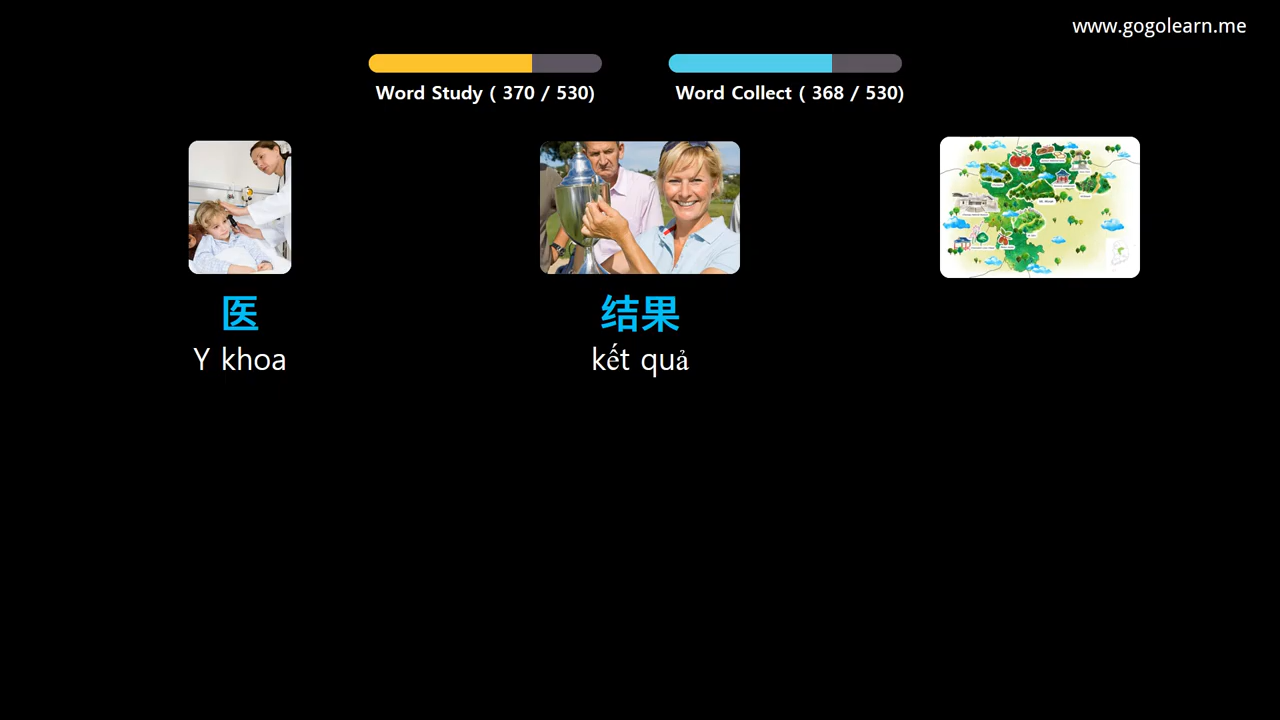 www.gogolearn.me
Word Study ( 370 / 530)
Word Collect ( 368 / 530)
医
Y khoa
结果
kết quả